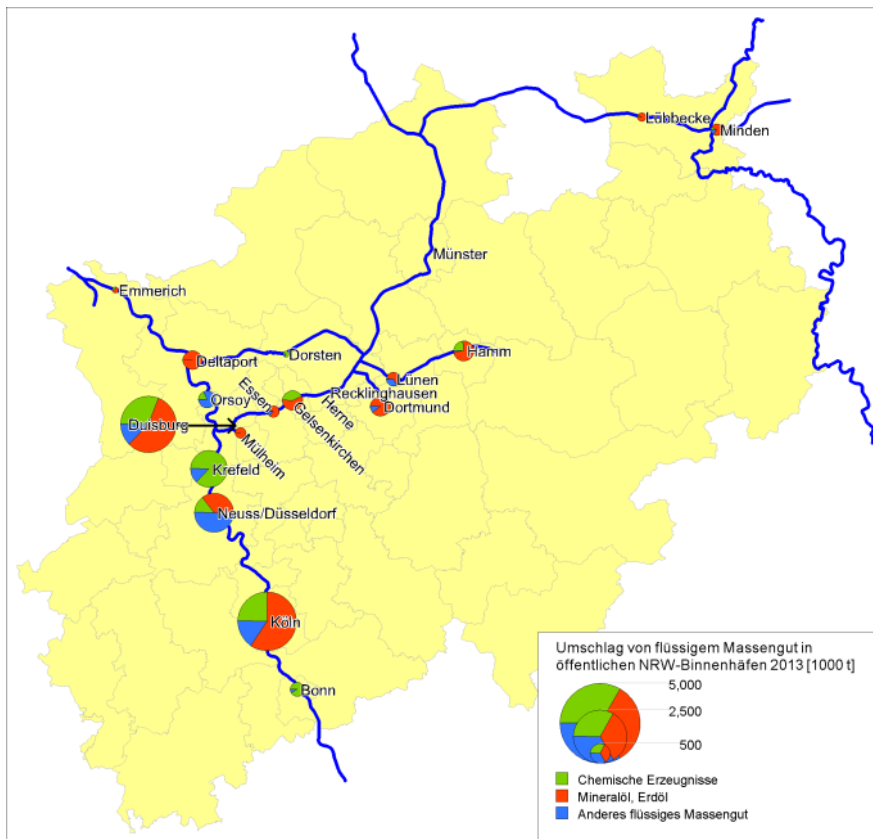 Lübbecke
Minden
Münster
Emmerich
Deltaport
Dorsten
Hamm
Lünen
Orsoy
Essen
Recklinghausen
Herne
Dortmund
Gelsenkirchen
Duisburg
Mülheim
Krefeld
Neuss/Düsseldorf
Köln
Bonn
Umschlag von flüssigem Massengut in
öffentlichen NRW-Binnenhäfen 2013 [1000 t]
5,000
2,500
500
Chemische Erzeugnisse
Mineralöl, Erdöl
Anderes flüssiges Massengut